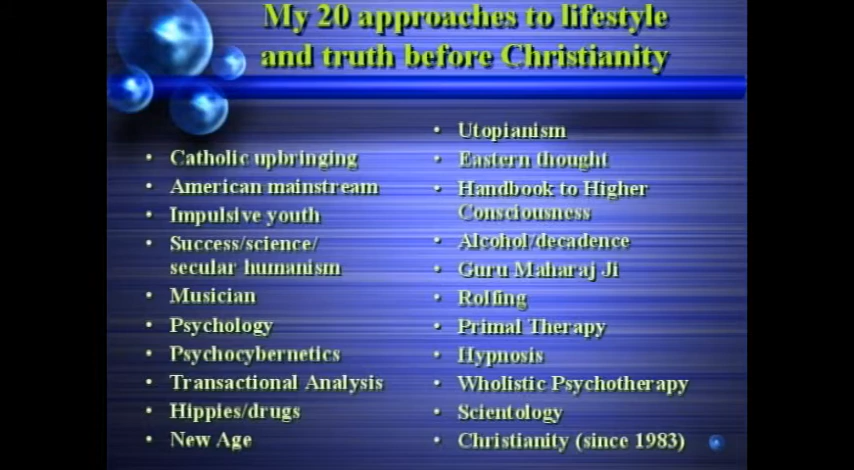 My 20 approaches to lifestyle
and truth before Christianity
• Catholic upbringing
• American mainstream
• Impulsive youth
• Success/science/
secular humanism
• Musician
• Psychology
• Psychocybernetics
• Transactional Analysis
• Hippies/drugs
• New Age
• Utopianism
• Eastern thought
• Handbook to Higher
Consciousness
• Alcohol/decadence
• Guru Maharaj Ji
• Rolfing
• Primal Therapy
• Hypnosis
• Wholistic Psychotherapy
• Scientology
• Christianity (since 1983)